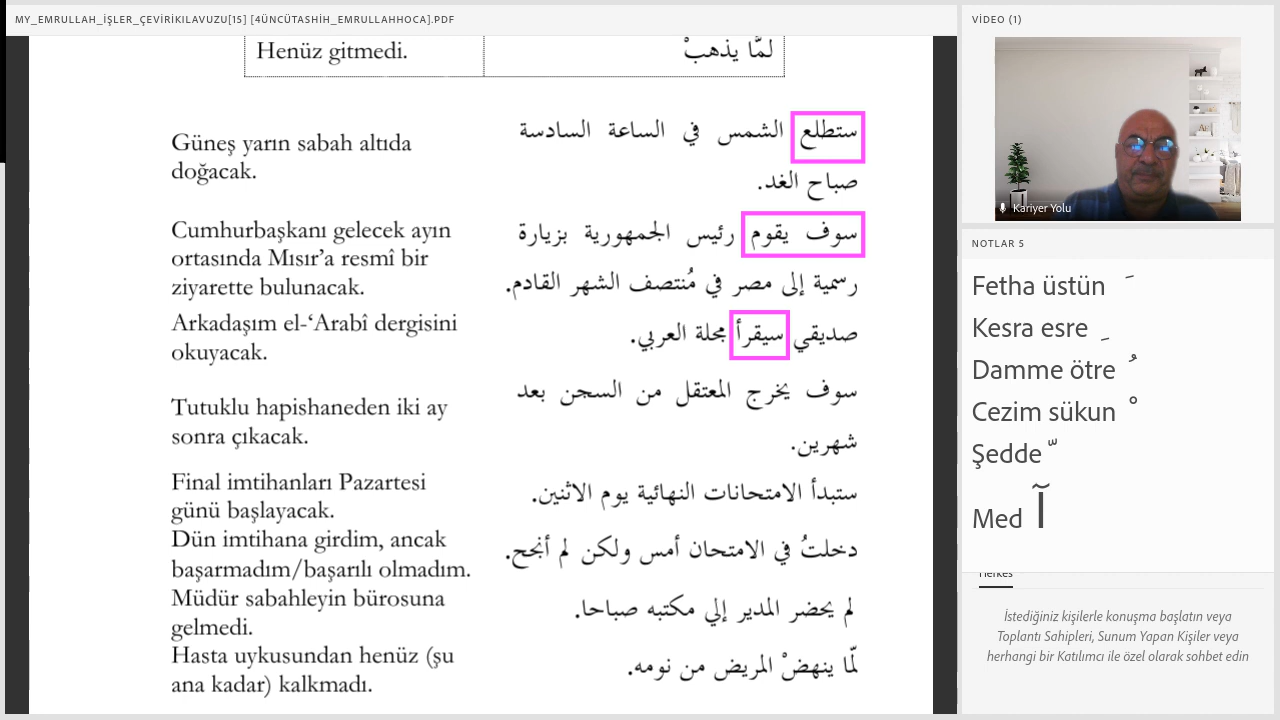 MY_EMRULLAH_İŞLER_ÇEVİRİKILAVUZU[15] [4ÜNCÜTASHİH_EMRULLAHHOCA].PDF
Henüz gitmedi.
لمَّا يذهبْ
Güneş yarın sabah altıda
doğacak.
ستطلع الشمس في الساعة السادسة
صباح الغد.
Cumhurbaşkanı gelecek ayın
ortasında Mısır’a resmî bir
ziyarette bulunacak.
سوف يقوم رئيس الجمهورية بزيارة
رسمية إلى مصر في مُنتصف الشهر القادم.
Arkadaşım el-‘Arabî dergisini
okuyacak.
صديقي سيقرأ مجلة العربي.
Tutuklu hapishaneden iki ay
sonra çıkacak.
سوف يخرج المعتقل من السجن بعد
شهرين.
Final imtihanları Pazartesi
günü başlayacak.
ستبدأ الامتحانات النهائية يوم الاثنين.
Dün imtihana girdim, ancak
başarmadım/başarılı olmadım.
دخلتُ في الامتحان أمس ولكن لم أنجح.
Müdür sabahleyin bürosuna
gelmedi.
لم يحضر المدير إلي مكتبه صباحا.
Hasta uykusundan henüz (şu
ana kadar) kalkmadı.
لمّا ينهضْ المريض من نومه.
VİDEO (1)
Kariyer Yolu
NOTLAR 5
Fetha üstün َ
Kesra esre ِ
Damme ötre ُ
Cezim sükun ْ
Şedde ّ
Med آ
Herkes
İstediğiniz kişilerle konuşma başlatın veya
Toplantı Sahipleri, Sunum Yapan Kişiler veya
herhangi bir Katılımcı ile özel olarak sohbet edin